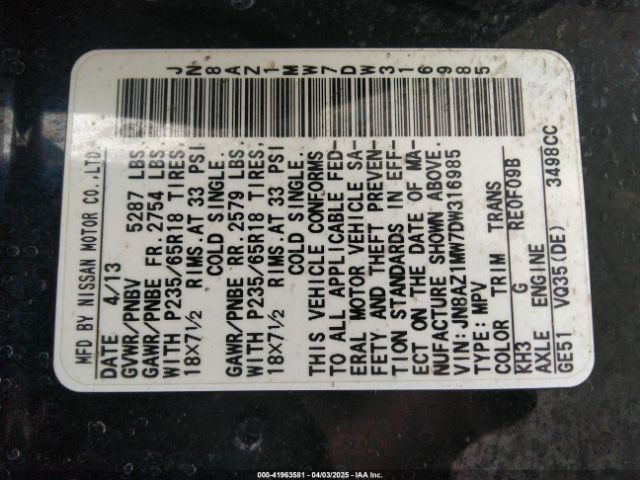 JN8AZ1MW7DW316985
MFD BY NISSAN MOTOR CO.,LTD.
DATE 4/13
GVWR/PNBV 5287 LBS.
GAWR/PNBE FR. 2754 LBS.
WITH P235/65R18 TIRES,
18X7½ RIMS.AT 33 PSI
COLD SINGLE.
GAWR/PNBE RR. 2579 LBS.
WITH P235/65R18 TIRES,
18X7½ RIMS.AT 33 PSI
COLD SINGLE.
THIS VEHICLE CONFORMS
TO ALL APPLICABLE FED-
ERAL MOTOR VEHICLE SA-
FETY AND THEFT PREVEN-
TION STANDARDS IN EFF-
ECT ON THE DATE OF MA-
NUFACTURE SHOWN ABOVE.
VIN: JN8AZ1MW7DW316985
TYPE: MPV
COLOR TRIM TRANS
KH3 G RE0F09B
AXLE ENGINE
GE51 VQ35(DE) 3498CC
000-41963581 - 04/03/2025 - IAA Inc.